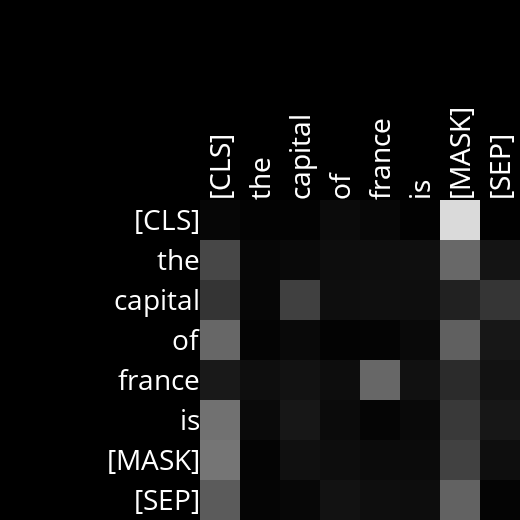 [CLS] the capital of france is [MASK] [SEP]
[CLS]
the
capital
of
france
is
[MASK]
[SEP]